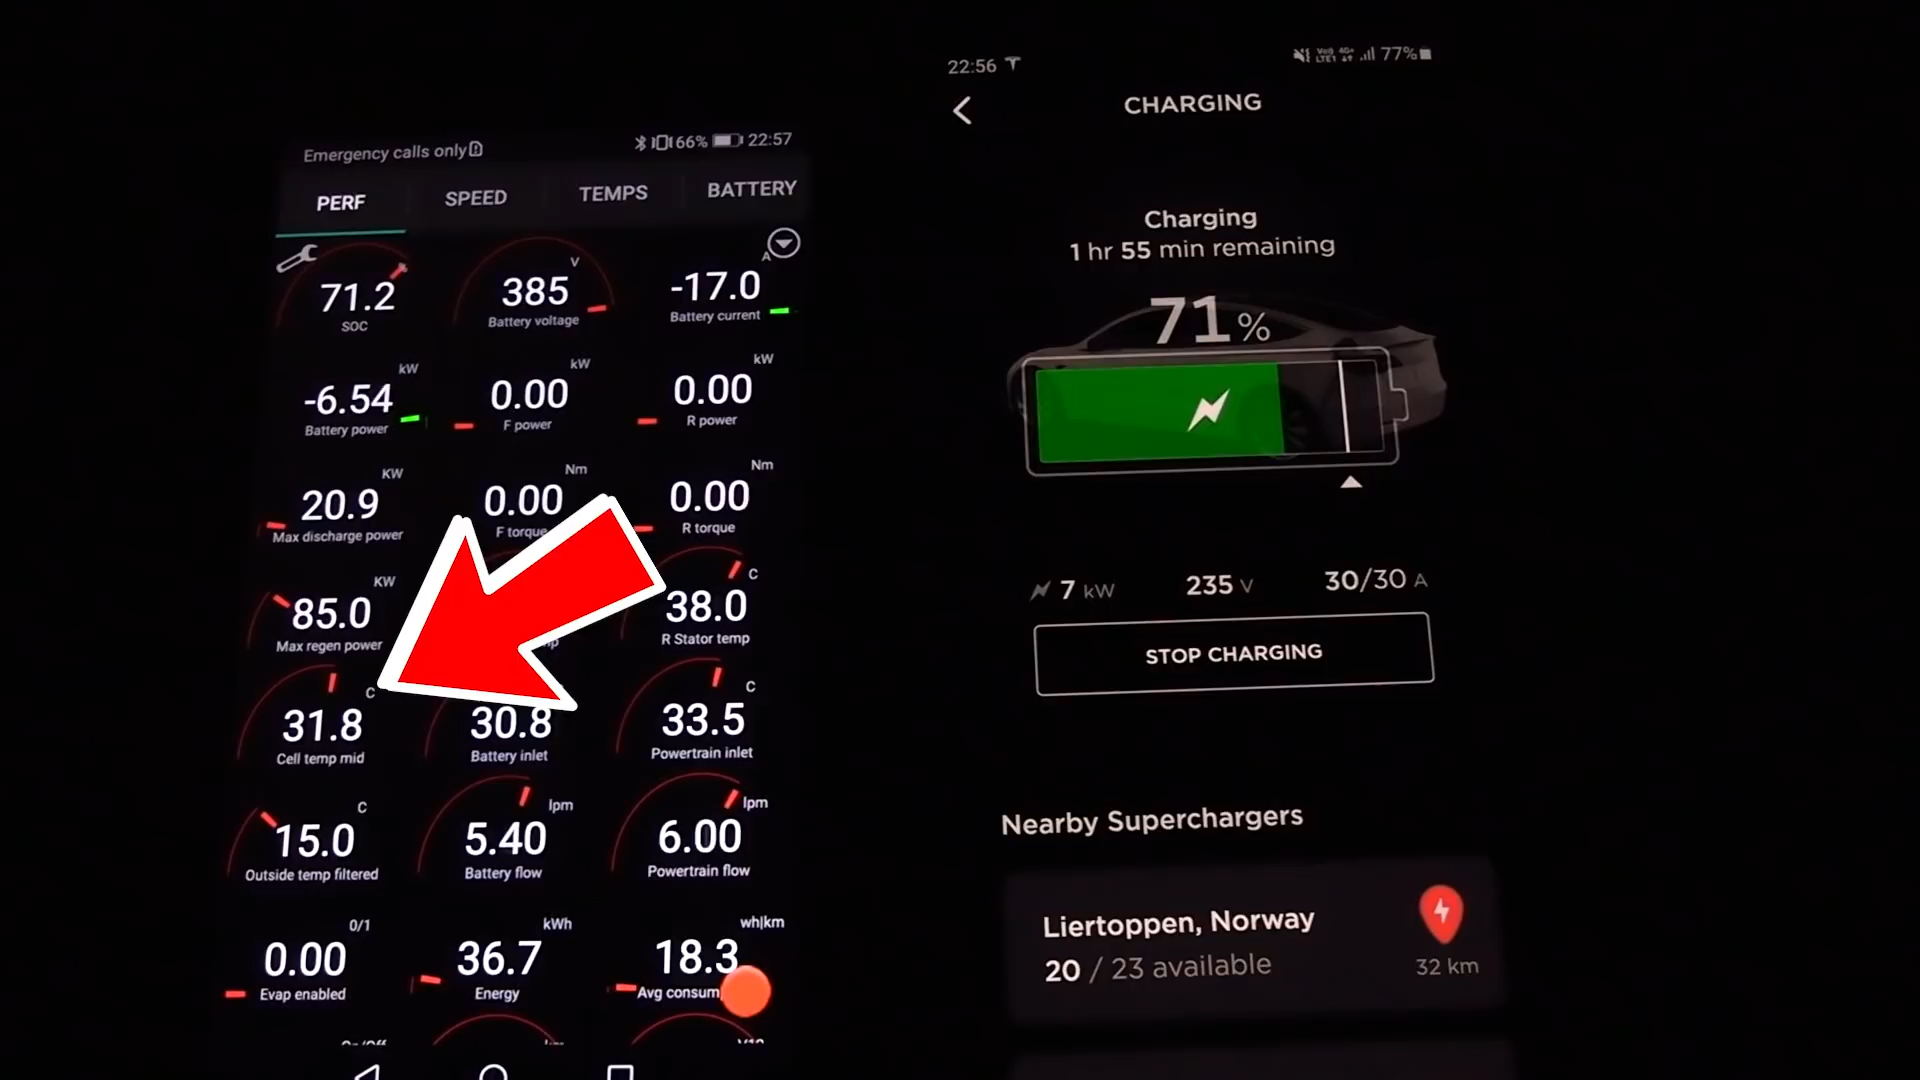 Emergency calls only
66% 22:57
PERF SPEED TEMPS BATTERY
71.2
SOC
V
385
Battery voltage
A
-17.0
Battery current
kW
-6.54
Battery power
kW
0.00
F power
kW
0.00
R power
KW
20.9
Max discharge power
Nm
0.00
F torque
Nm
0.00
R torque
KW
85.0
Max regen power
C
38.0
R Stator temp
C
31.8
Cell temp mid
30.8
Battery inlet
C
33.5
Powertrain inlet
C
15.0
Outside temp filtered
lpm
5.40
Battery flow
lpm
6.00
Powertrain flow
0/1
0.00
Evap enabled
kWh
36.7
Energy
wh|km
18.3
Avg consum
22:56
77%
CHARGING
Charging
1 hr 55 min remaining
71%
7 kW 235 V 30/30 A
STOP CHARGING
Nearby Superchargers
Liertoppen, Norway
20 / 23 available
32 km